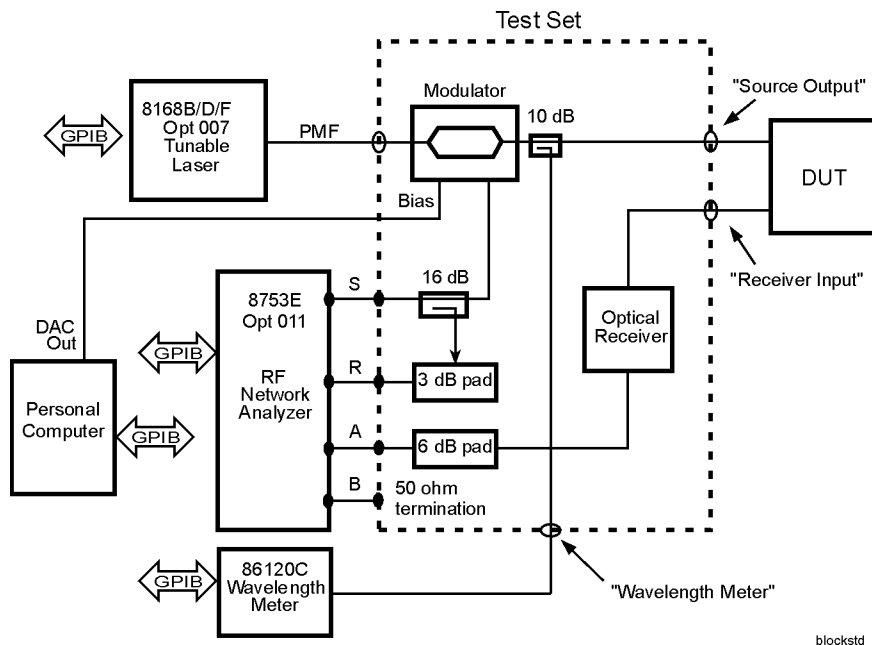 Test Set
8168B/D/F
Opt 007
Tunable
Laser
GPIB
PMF
Modulator
10 dB
"Source Output"
DUT
Bias
"Receiver Input"
S
16 dB
8753E
Opt 011
RF
Network
Analyzer
Optical
Receiver
DAC
Out
GPIB
R
3 dB pad
Personal
Computer
GPIB
A
6 dB pad
B
50 ohm
termination
86120C
Wavelength
Meter
GPIB
"Wavelength Meter"
blockstd